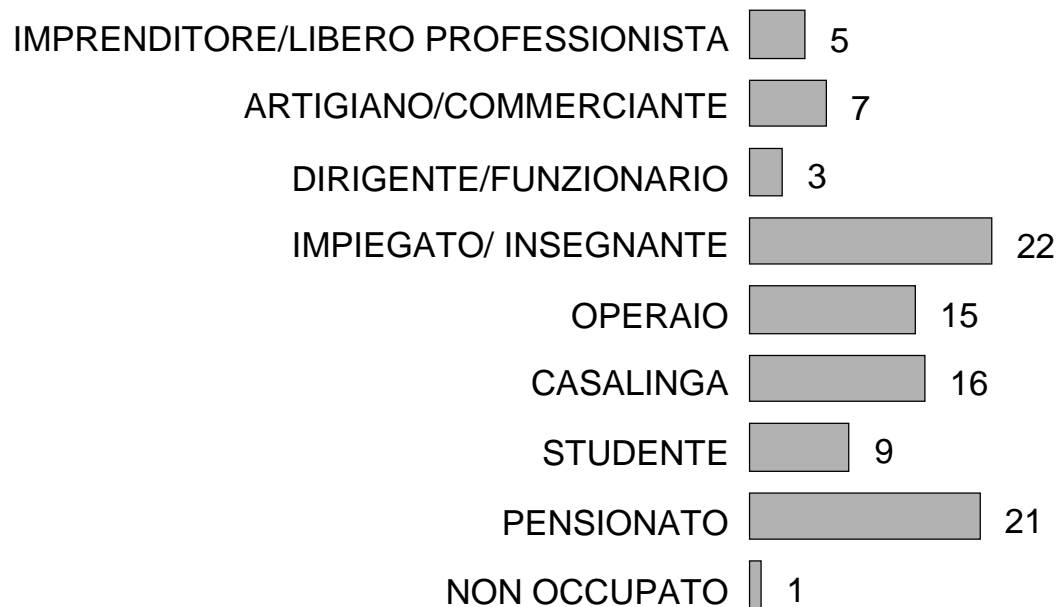 IMPRENDITORE/LIBERO PROFESSIONISTA 5
ARTIGIANO/COMMERCIANTE 7
DIRIGENTE/FUNZIONARIO 3
IMPIEGATO/ INSEGNANTE 22
OPERAIO 15
CASALINGA 16
STUDENTE 9
PENSIONATO 21
NON OCCUPATO 1